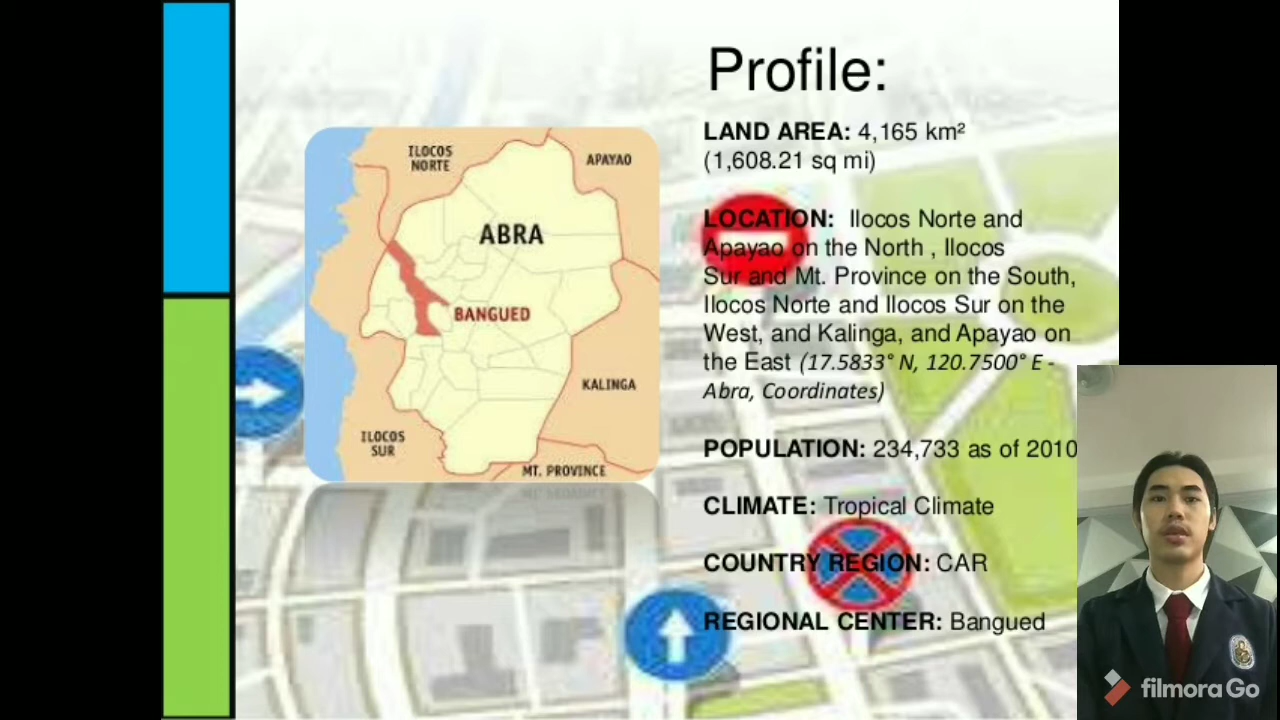 Profile:
LAND AREA: 4,165 km²
(1,608.21 sq mi)
LOCATION: Ilocos Norte and
Apayao on the North , Ilocos
Sur and Mt. Province on the South,
Ilocos Norte and Ilocos Sur on the
West, and Kalinga, and Apayao on
the East (17.5833° N, 120.7500° E -
Abra, Coordinates)
POPULATION: 234,733 as of 2010
CLIMATE: Tropical Climate
COUNTRY REGION: CAR
REGIONAL CENTER: Bangued
ILOCOS
NORTE
APAYAO
ABRA
BANGUED
KALINGA
ILOCOS
SUR
MT. PROVINCE
filmora Go